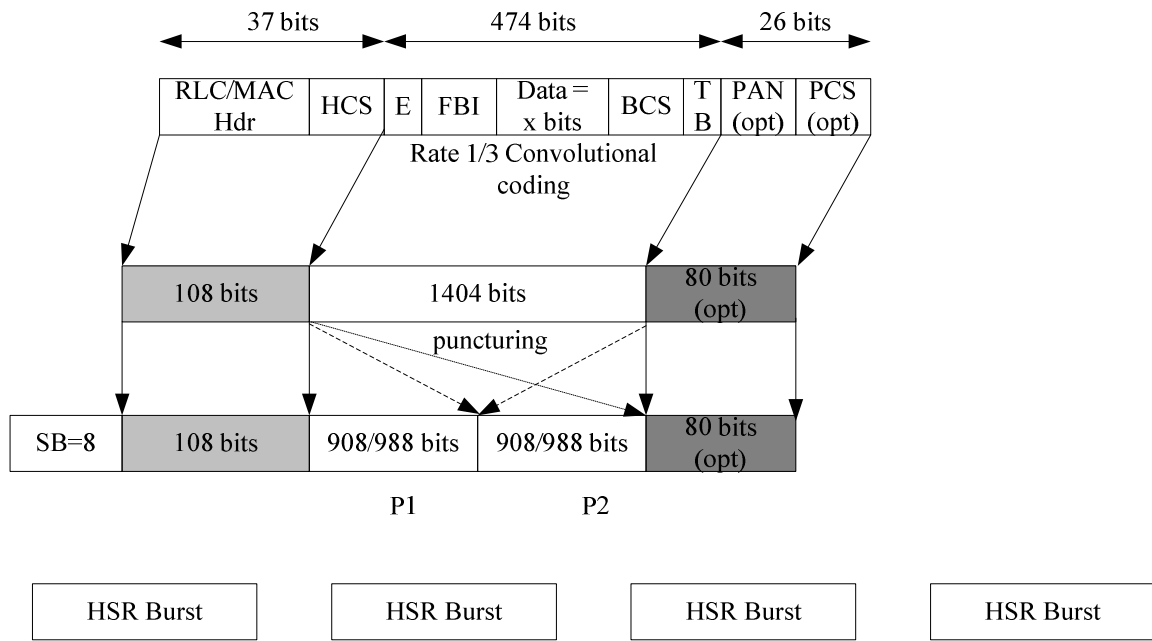 37 bits
474 bits
26 bits
RLC/MAC
Hdr
HCS
E
FBI
Data =
x bits
BCS
T
B
PAN
(opt)
PCS
(opt)
Rate 1/3 Convolutional
coding
108 bits
1404 bits
80 bits
(opt)
puncturing
SB=8
108 bits
908/988 bits
908/988 bits
80 bits
(opt)
P1
P2
HSR Burst
HSR Burst
HSR Burst
HSR Burst